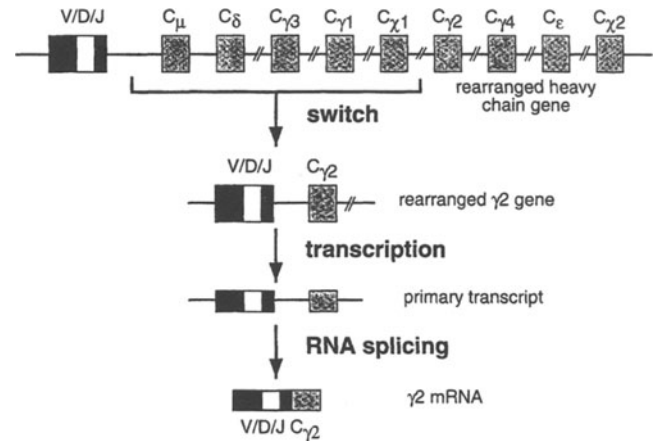 V/D/J Cμ Cδ Cγ3 Cγ1 Cχ1 Cγ2 Cγ4 Cε Cχ2
rearranged heavy
chain gene
switch
V/D/J Cγ2
rearranged γ2 gene
transcription
primary transcript
RNA splicing
γ2 mRNA
V/D/J Cγ2